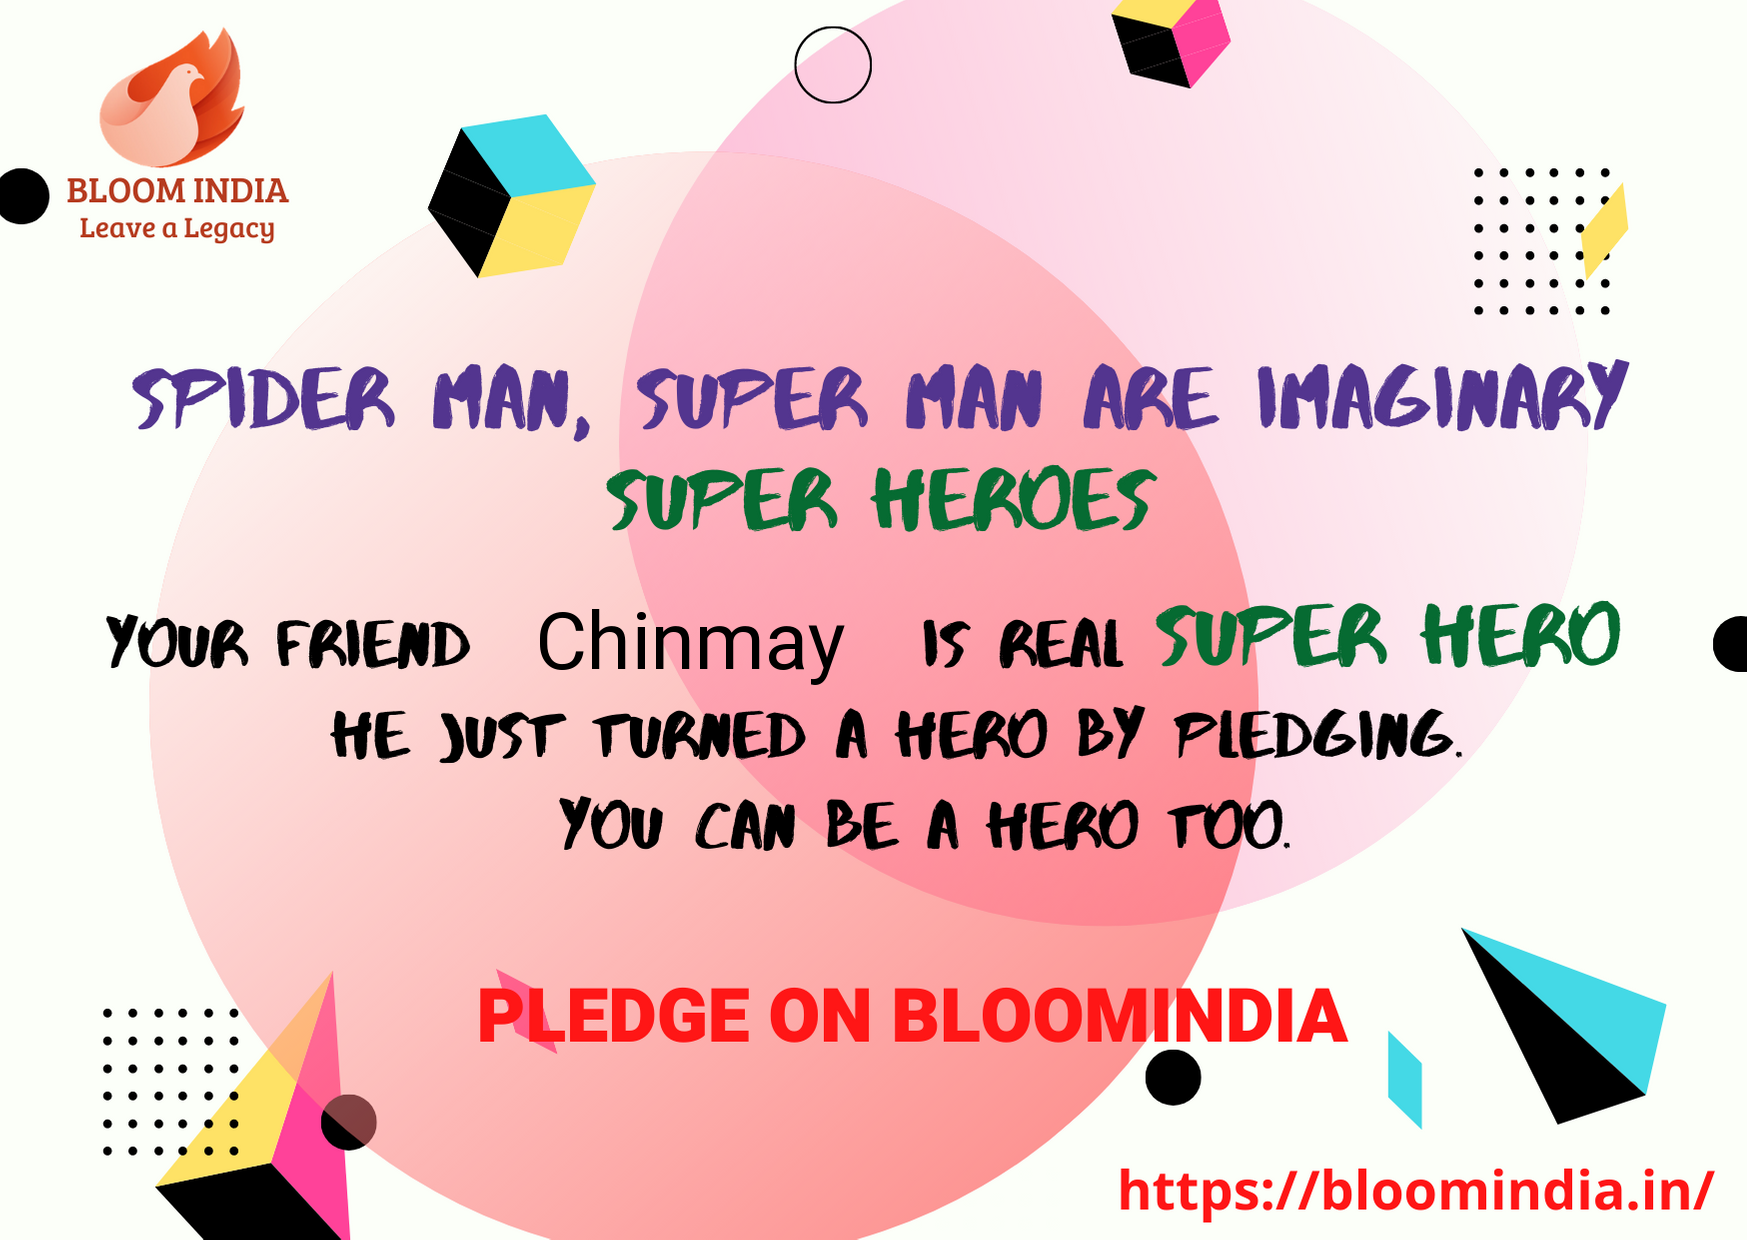 BLOOM INDIA
Leave a Legacy
SPIDER MAN, SUPER MAN ARE IMAGINARY
SUPER HEROES
YOUR FRIEND Chinmay IS REAL SUPER HERO
HE JUST TURNED A HERO BY PLEDGING.
YOU CAN BE A HERO TOO.
PLEDGE ON BLOOMINDIA
https://bloomindia.in/